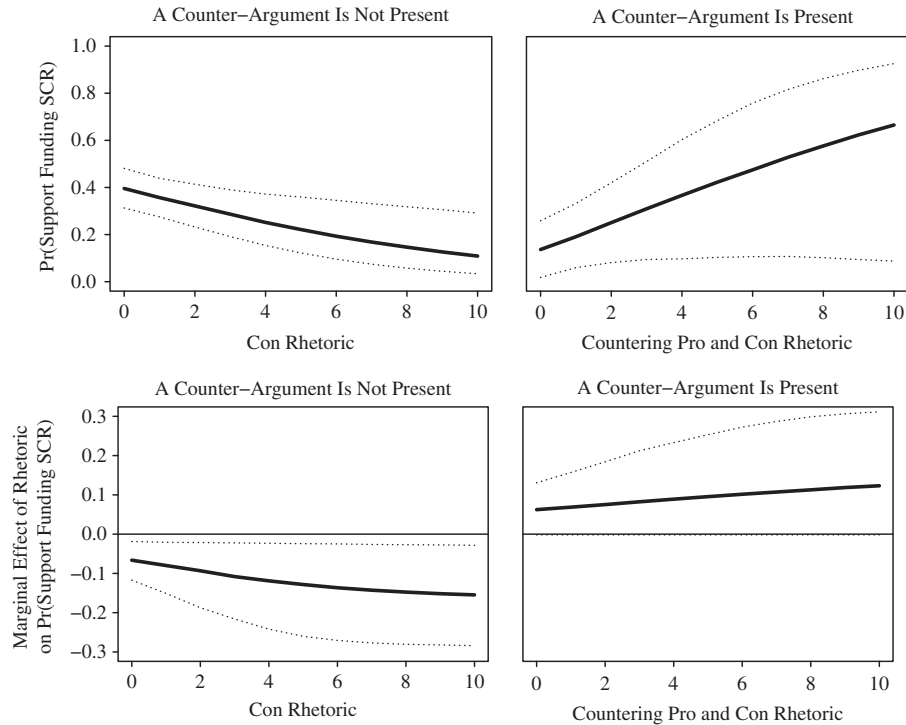 A Counter−Argument Is Not Present
A Counter−Argument Is Present
Pr(Support Funding SCR)
1.0
0.8
0.6
0.4
0.2
0.0
0 2 4 6 8 10
0 2 4 6 8 10
Con Rhetoric
Countering Pro and Con Rhetoric
A Counter−Argument Is Not Present
A Counter−Argument Is Present
Marginal Effect of Rhetoric
on Pr(Support Funding SCR)
0.3
0.2
0.1
0.0
−0.1
−0.2
−0.3
0 2 4 6 8 10
0 2 4 6 8 10
Con Rhetoric
Countering Pro and Con Rhetoric